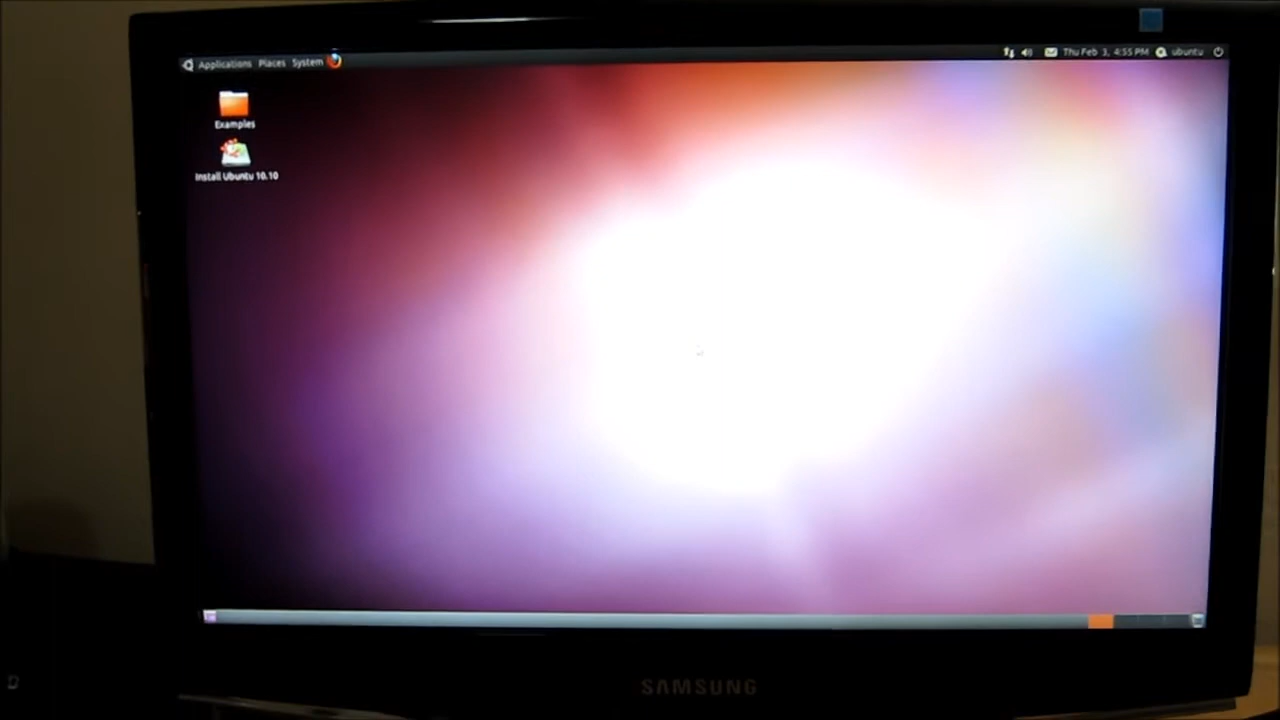 Applications Places System
Thu Feb 3, 4:55 PM ubuntu
Examples
Install Ubuntu 10.10
SAMSUNG